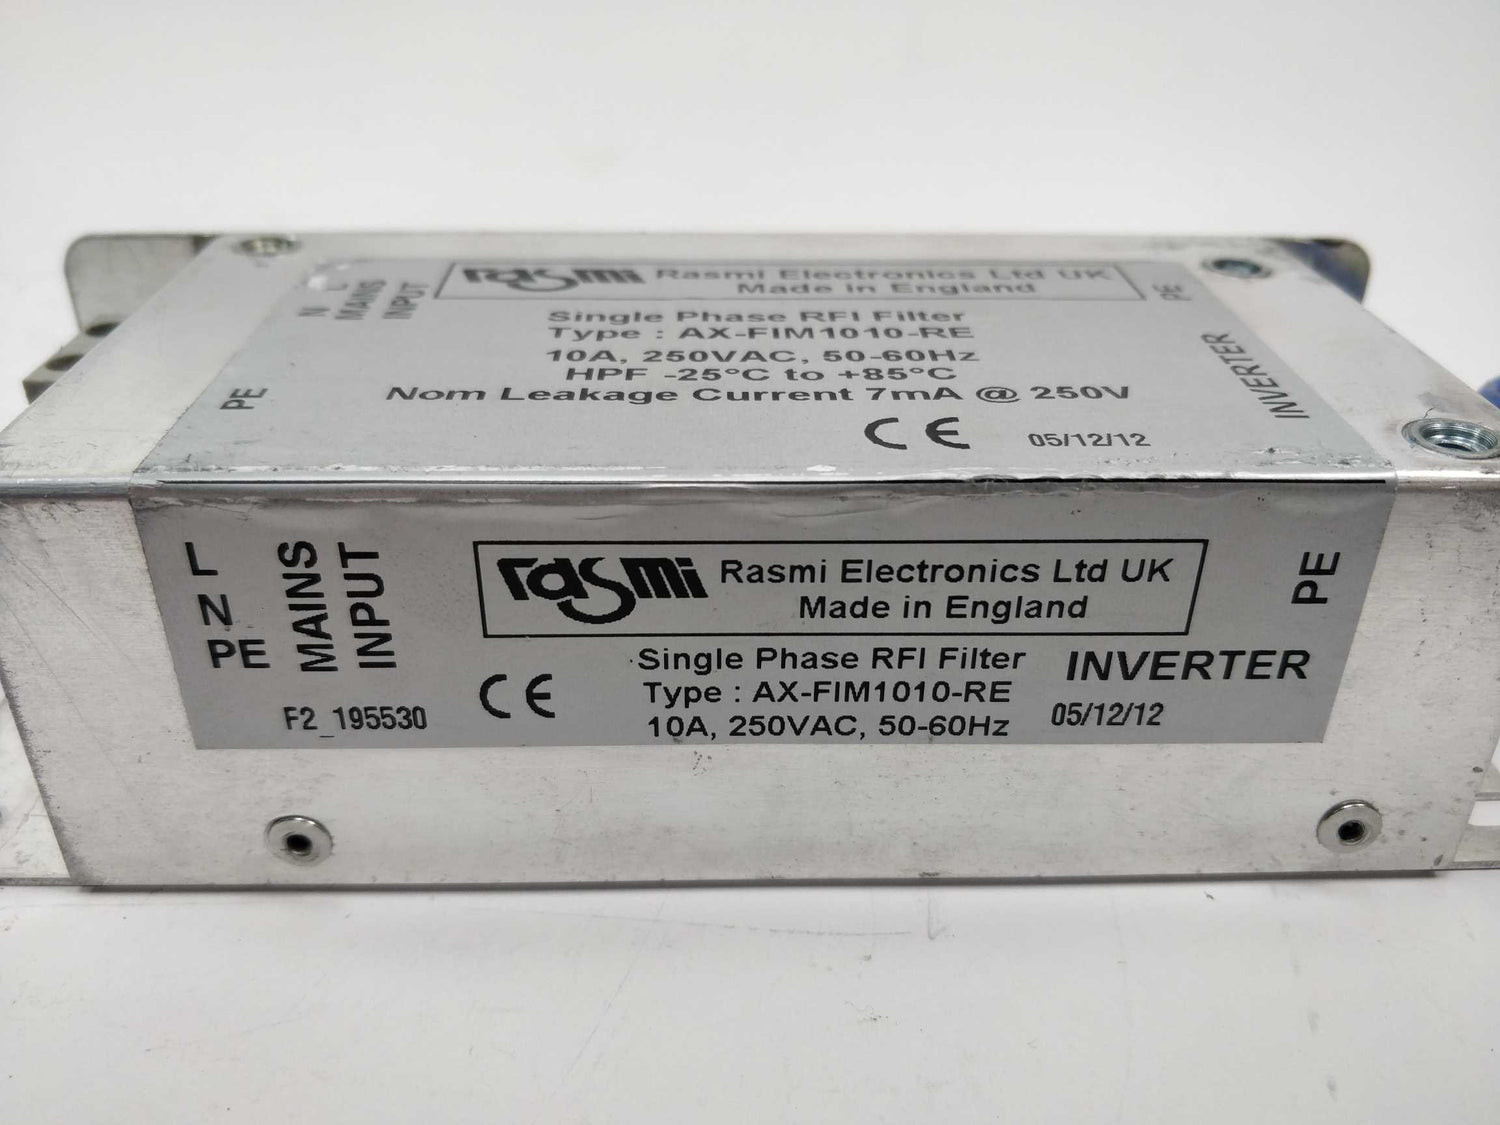 N L
MAINS
INPUT
PE
rasmi Rasmi Electronics Ltd UK
Made in England
Single Phase RFI Filter
Type : AX-FIM1010-RE
10A, 250VAC, 50-60Hz
HPF -25°C to +85°C
Nom Leakage Current 7mA @ 250V
CE 05/12/12
PE
INVERTER
L
N
PE
MAINS
INPUT
F2_195530
rasmi Rasmi Electronics Ltd UK
Made in England
CE
Single Phase RFI Filter
Type : AX-FIM1010-RE
10A, 250VAC, 50-60Hz
PE
INVERTER
05/12/12